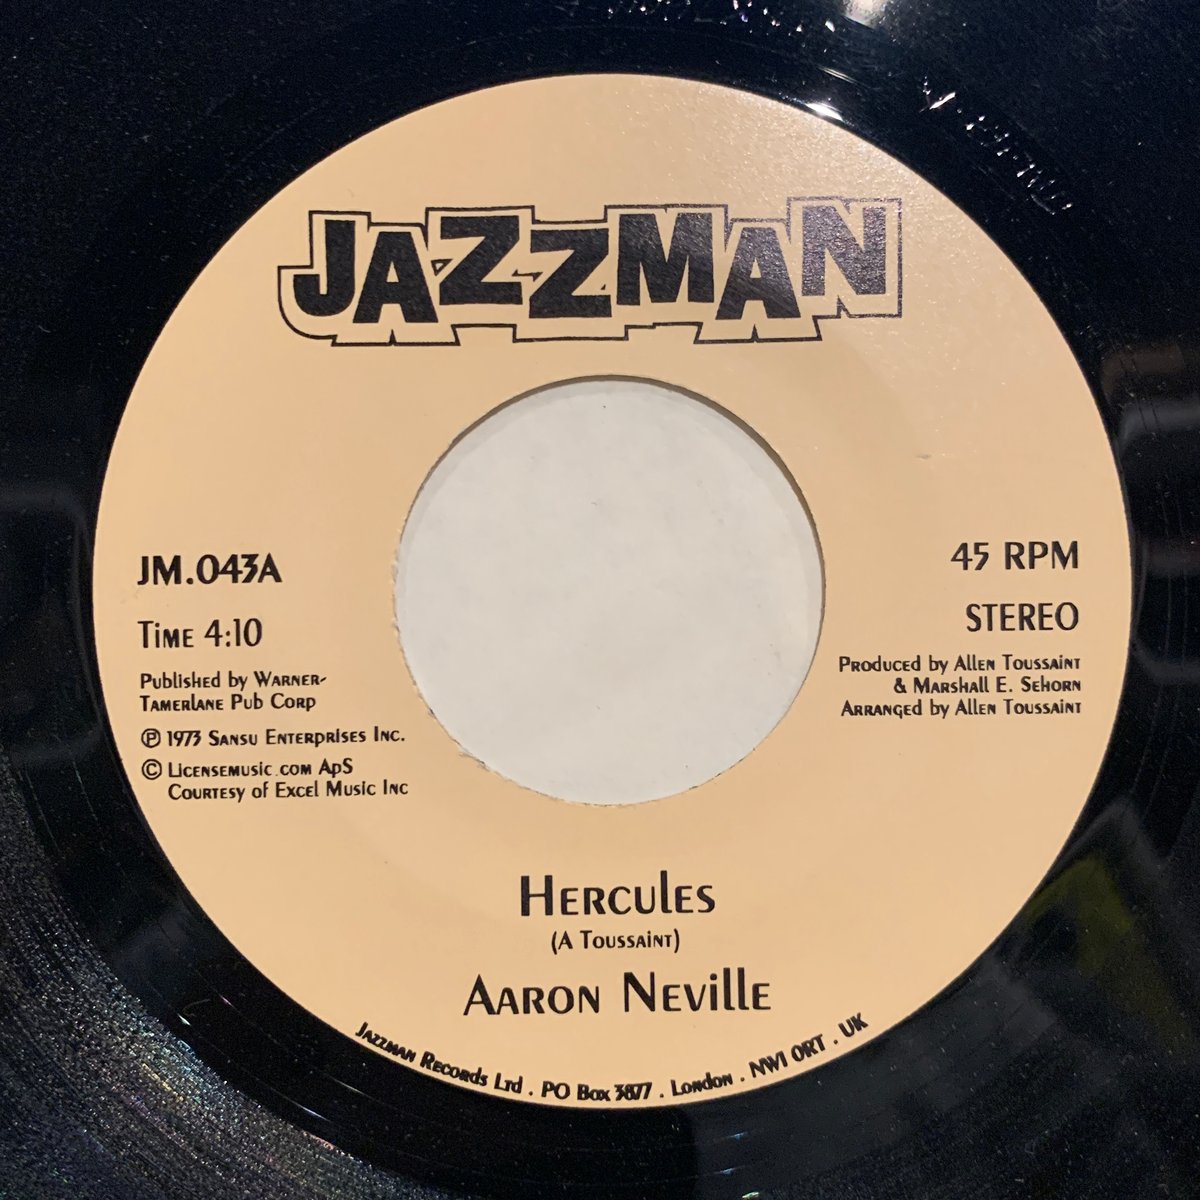 JAZZMAN
JM.043A
Time 4:10
Published by Warner-
Tamerlane Pub Corp
℗ 1973 Sansu Enterprises Inc.
© Licensemusic.com ApS
Courtesy of Excel Music Inc
45 RPM
STEREO
Produced by Allen Toussaint
& Marshall E. Sehorn
Arranged by Allen Toussaint
Hercules
(A Toussaint)
Aaron Neville
Jazzman Records Ltd . PO Box 3877 . London . NW1 0RT . UK